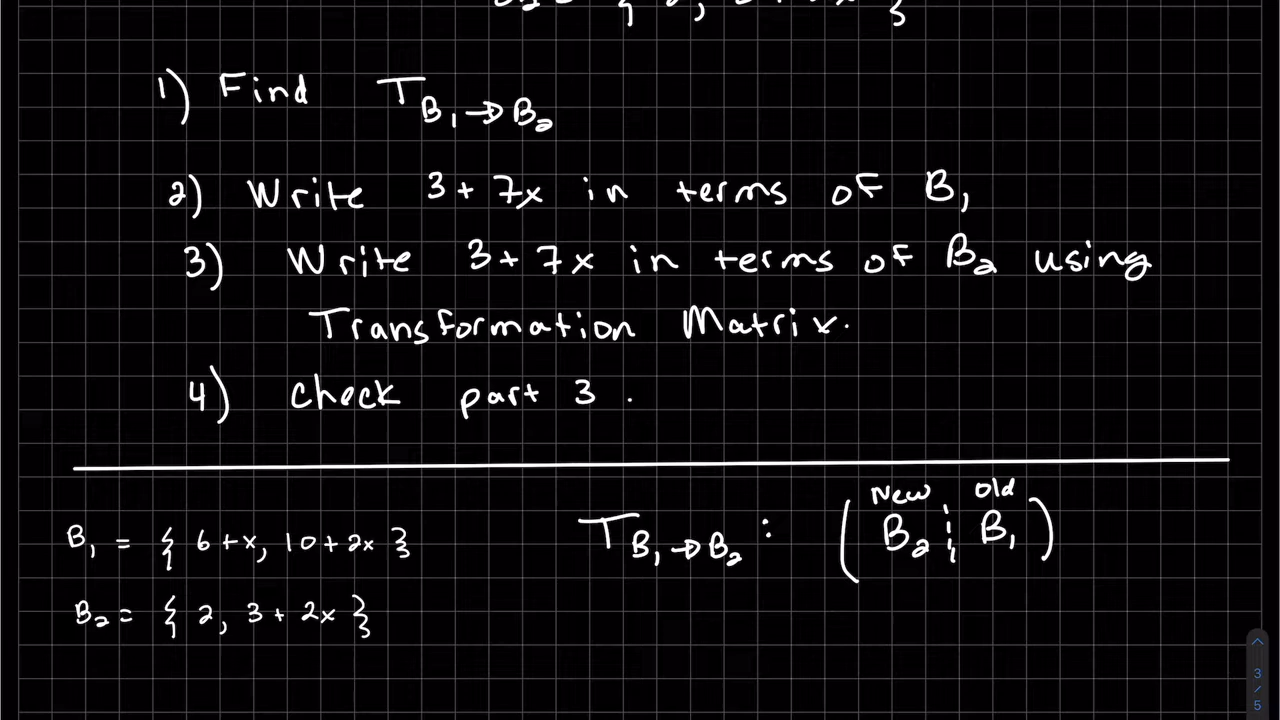 1) Find T B₁→B₂
2) Write 3+7x in terms of B₁
3) Write 3+7x in terms of B₂ using
Transformation Matrix.
4) Check part 3.
New Old
B₁ = { 6+x, 10+2x } T B₁→B₂ : ( B₂ ¦ B₁ )
B₂ = { 2, 3+2x }
3
/
5